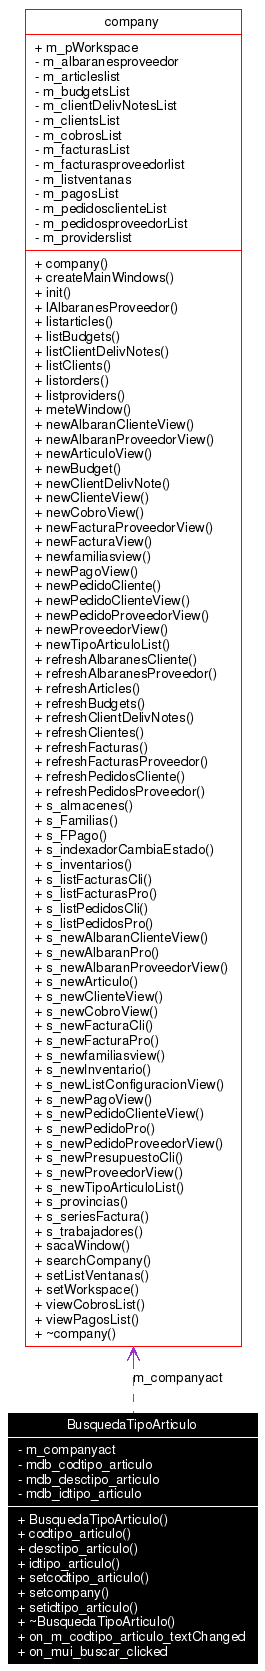 company
+ m_pWorkspace
- m_albaranesproveedor
- m_articleslist
- m_budgetsList
- m_clientDelivNotesList
- m_clientsList
- m_cobrosList
- m_facturasList
- m_facturasproveedorlist
- m_listventanas
- m_pagosList
- m_pedidosclienteList
- m_pedidosproveedorList
- m_providerslist
+ company()
+ createMainWindows()
+ init()
+ lAlbaranesProveedor()
+ listarticles()
+ listBudgets()
+ listClientDelivNotes()
+ listClients()
+ listorders()
+ listproviders()
+ meteWindow()
+ newAlbaranClienteView()
+ newAlbaranProveedorView()
+ newArticuloView()
+ newBudget()
+ newClientDelivNote()
+ newClienteView()
+ newCobroView()
+ newFacturaProveedorView()
+ newFacturaView()
+ newfamiliasview()
+ newPagoView()
+ newPedidoCliente()
+ newPedidoClienteView()
+ newPedidoProveedorView()
+ newProveedorView()
+ newTipoArticuloList()
+ refreshAlbaranesCliente()
+ refreshAlbaranesProveedor()
+ refreshArticles()
+ refreshBudgets()
+ refreshClientDelivNotes()
+ refreshClientes()
+ refreshFacturas()
+ refreshFacturasProveedor()
+ refreshPedidosCliente()
+ refreshPedidosProveedor()
+ s_almacenes()
+ s_Familias()
+ s_FPago()
+ s_indexadorCambiaEstado()
+ s_inventarios()
+ s_listFacturasCli()
+ s_listFacturasPro()
+ s_listPedidosCli()
+ s_listPedidosPro()
+ s_newAlbaranClienteView()
+ s_newAlbaranPro()
+ s_newAlbaranProveedorView()
+ s_newArticulo()
+ s_newClienteView()
+ s_newCobroView()
+ s_newFacturaCli()
+ s_newFacturaPro()
+ s_newfamiliasview()
+ s_newInventario()
+ s_newListConfiguracionView()
+ s_newPagoView()
+ s_newPedidoClienteView()
+ s_newPedidoPro()
+ s_newPedidoProveedorView()
+ s_newPresupuestoCli()
+ s_newProveedorView()
+ s_newTipoArticuloList()
+ s_provincias()
+ s_seriesFactura()
+ s_trabajadores()
+ sacaWindow()
+ searchCompany()
+ setListVentanas()
+ setWorkspace()
+ viewCobrosList()
+ viewPagosList()
+ ~company()
m_companyact
BusquedaTipoArticulo
- m_companyact
- mdb_codtipo_articulo
- mdb_desctipo_articulo
- mdb_idtipo_articulo
+ BusquedaTipoArticulo()
+ codtipo_articulo()
+ desctipo_articulo()
+ idtipo_articulo()
+ setcodtipo_articulo()
+ setcompany()
+ setidtipo_articulo()
+ ~BusquedaTipoArticulo()
+ on_m_codtipo_articulo_textChanged
+ on_mui_buscar_clicked